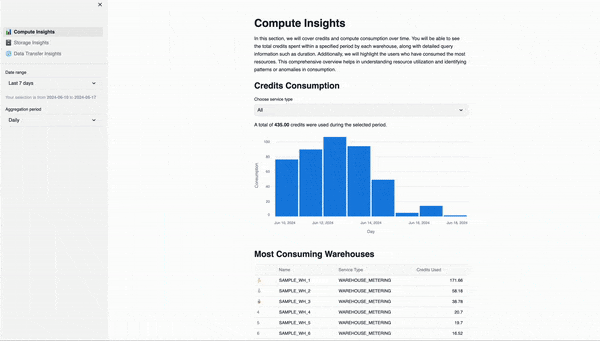 Compute Insights
Storage Insights
Data Transfer Insights
Date range
Last 7 days
Your selection is from 2024-06-10 to 2024-06-17
Aggregation period
Daily
Compute Insights
In this section, we will cover credits and compute consumption over time. You will be able to
see the total credits spent within a specified period by each warehouse, along with detailed query
information such as duration. Additionally, we will highlight the users who have consumed the most
resources. This comprehensive overview helps in understanding resource utilization and identifying
patterns or anomalies in consumption.
Credits Consumption
Choose service type
All
A total of 435.00 credits were used during the selected period.
Consumption
100
80
60
40
20
0
Jun 10, 2024
Jun 12, 2024
Jun 14, 2024
Jun 16, 2024
Jun 18, 2024
Day
Most Consuming Warehouses
Name Service Type Credits Used
SAMPLE_WH_1 WAREHOUSE_METERING 171.66
SAMPLE_WH_2 WAREHOUSE_METERING 58.18
SAMPLE_WH_3 WAREHOUSE_METERING 38.78
4 SAMPLE_WH_4 WAREHOUSE_METERING 20.7
5 SAMPLE_WH_5 WAREHOUSE_METERING 19.7
6 SAMPLE_WH_6 WAREHOUSE_METERING 18.52